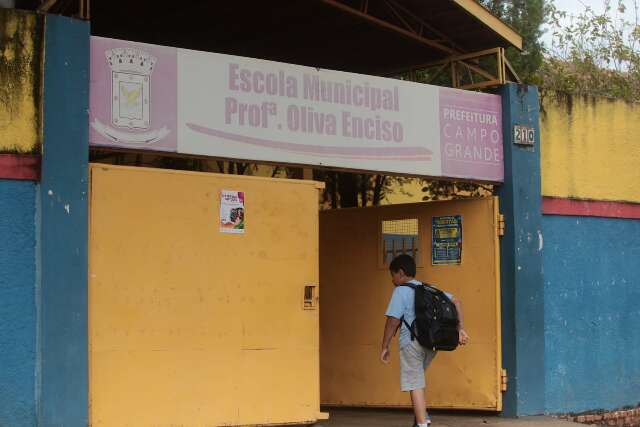 Escola Municipal
Profª. Oliva Enciso
PREFEITURA
CAMPO
GRANDE
210